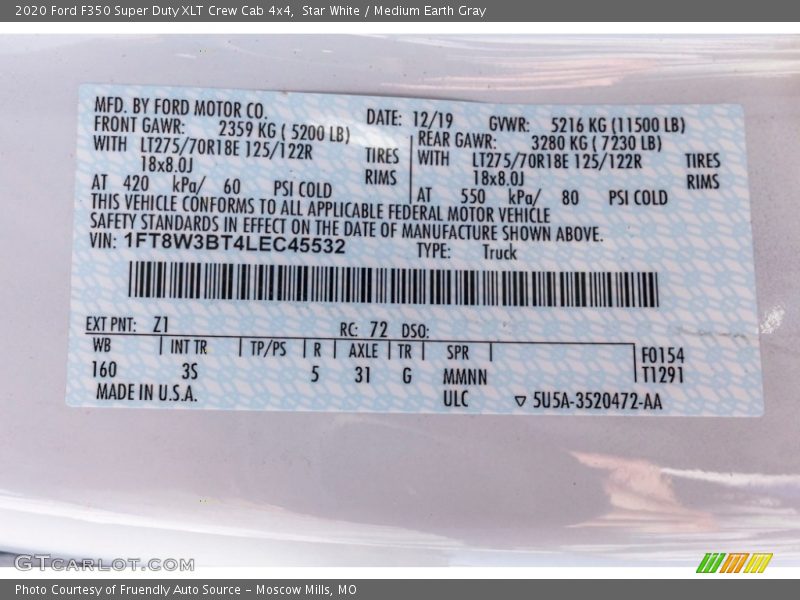 2020 Ford F350 Super Duty XLT Crew Cab 4x4,  Star White / Medium Earth Gray
MFD. BY FORD MOTOR CO. DATE: 12/19 GVWR: 5216 KG (11500 LB)
FRONT GAWR: 2359 KG ( 5200 LB) REAR GAWR: 3280 KG ( 7230 LB)
WITH LT275/70R18E 125/122R TIRES WITH LT275/70R18E 125/122R TIRES
18x8.0J RIMS 18x8.0J RIMS
AT 420 kPa/ 60 PSI COLD AT 550 kPa/ 80 PSI COLD
THIS VEHICLE CONFORMS TO ALL APPLICABLE FEDERAL MOTOR VEHICLE
SAFETY STANDARDS IN EFFECT ON THE DATE OF MANUFACTURE SHOWN ABOVE.
VIN: 1FT8W3BT4LEC45532 TYPE: Truck
EXT PNT: Z1 RC: 72 DSO:
WB INT TR TP/PS R AXLE TR SPR F0154
160 3S 5 31 G MMNN T1291
MADE IN U.S.A. ULC ▽ 5U5A-3520472-AA
GTCARLOT.COM
Photo Courtesy of Fruendly Auto Source – Moscow Mills, MO